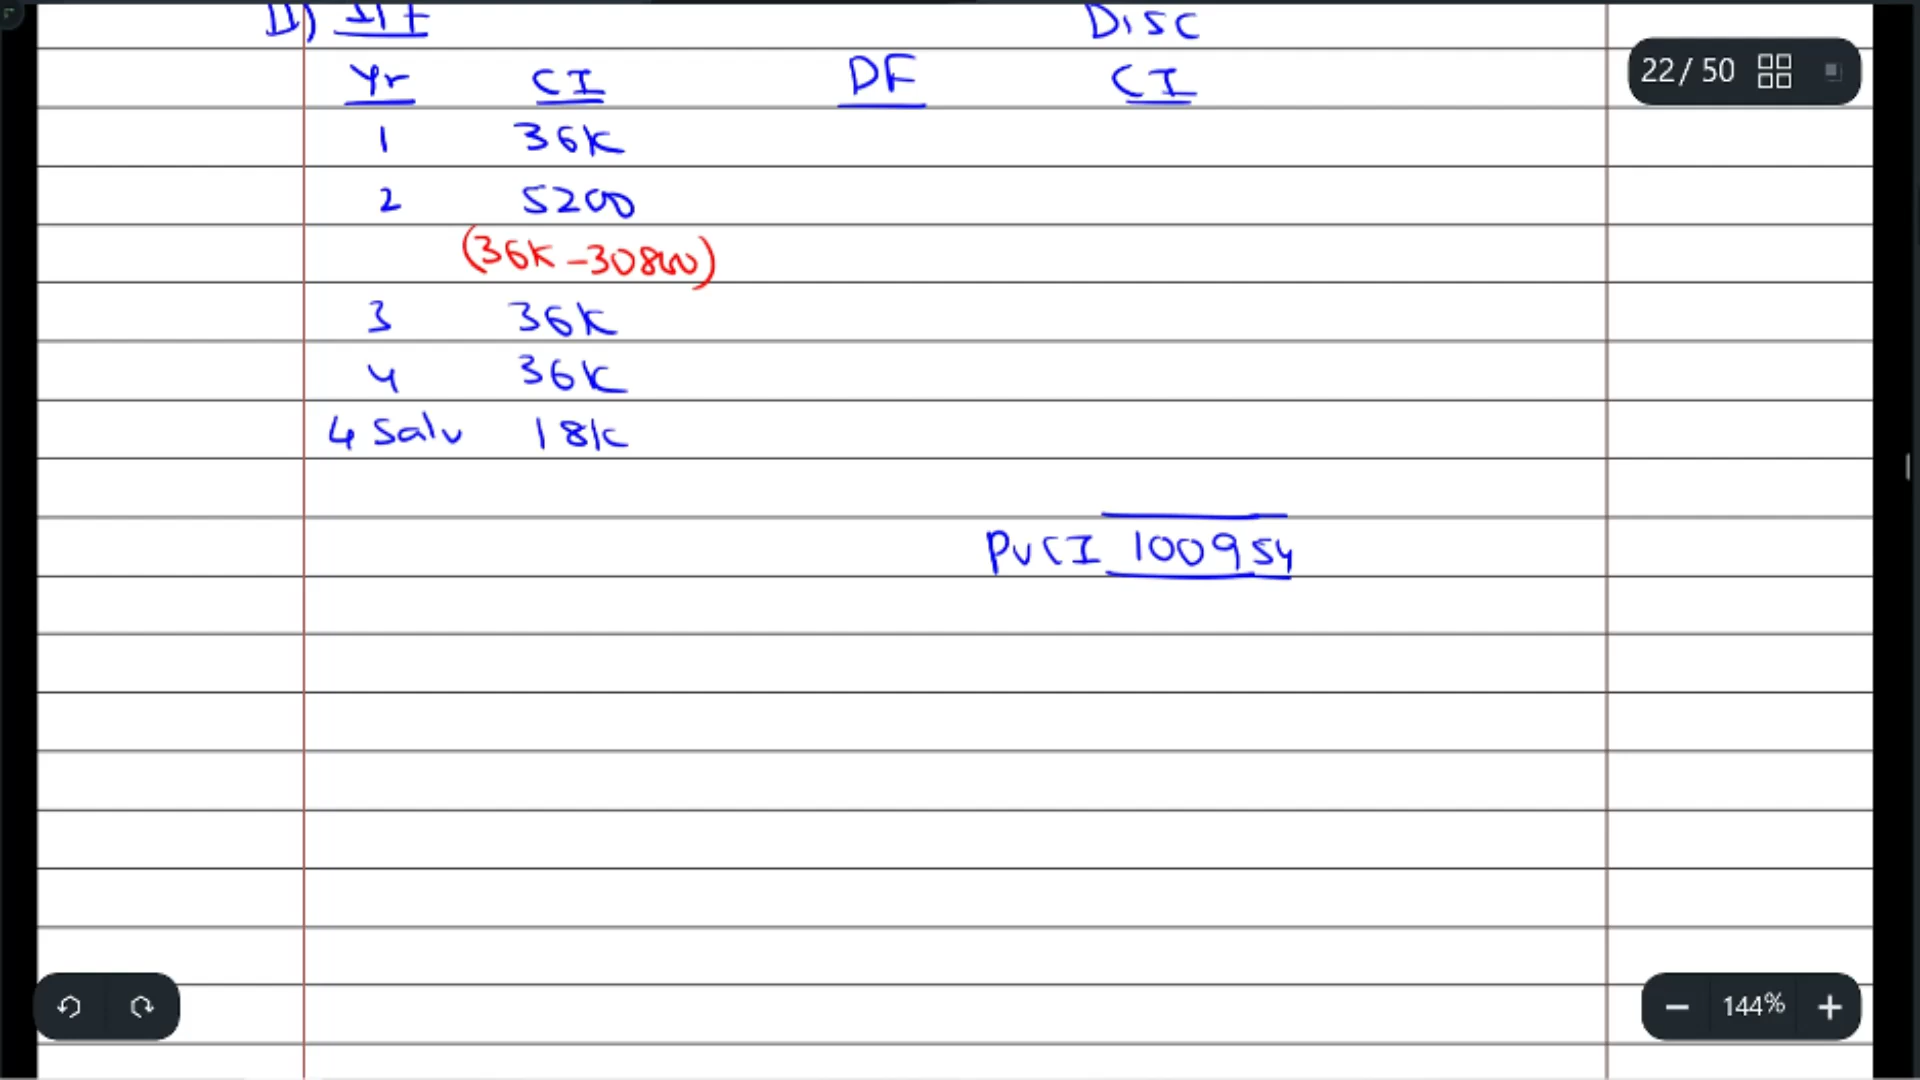 II) Disc
Yr CI DF CI
1 36K
2 5200
(36K - 30800)
3 36K
4 36K
4 Salv 18K
PVCI 100954
22/ 50
144%